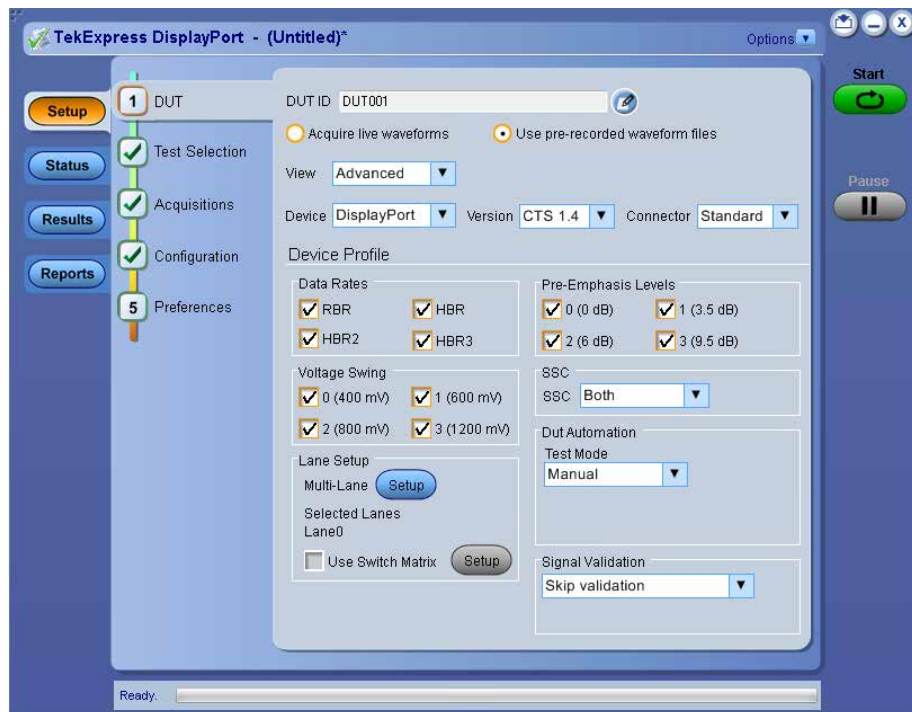 TekExpress DisplayPort - (Untitled)*
Options
Start
Pause
Setup
Status
Results
Reports
1 DUT
Test Selection
Acquisitions
Configuration
5 Preferences
DUT ID DUT001
Acquire live waveforms Use pre-recorded waveform files
View Advanced
Device DisplayPort Version CTS 1.4 Connector Standard
Device Profile
Data Rates
RBR HBR
HBR2 HBR3
Voltage Swing
0 (400 mV) 1 (600 mV)
2 (800 mV) 3 (1200 mV)
Lane Setup
Multi-Lane Setup
Selected Lanes
Lane0
Use Switch Matrix Setup
Pre-Emphasis Levels
0 (0 dB) 1 (3.5 dB)
2 (6 dB) 3 (9.5 dB)
SSC
SSC Both
Dut Automation
Test Mode
Manual
Signal Validation
Skip validation
Ready.